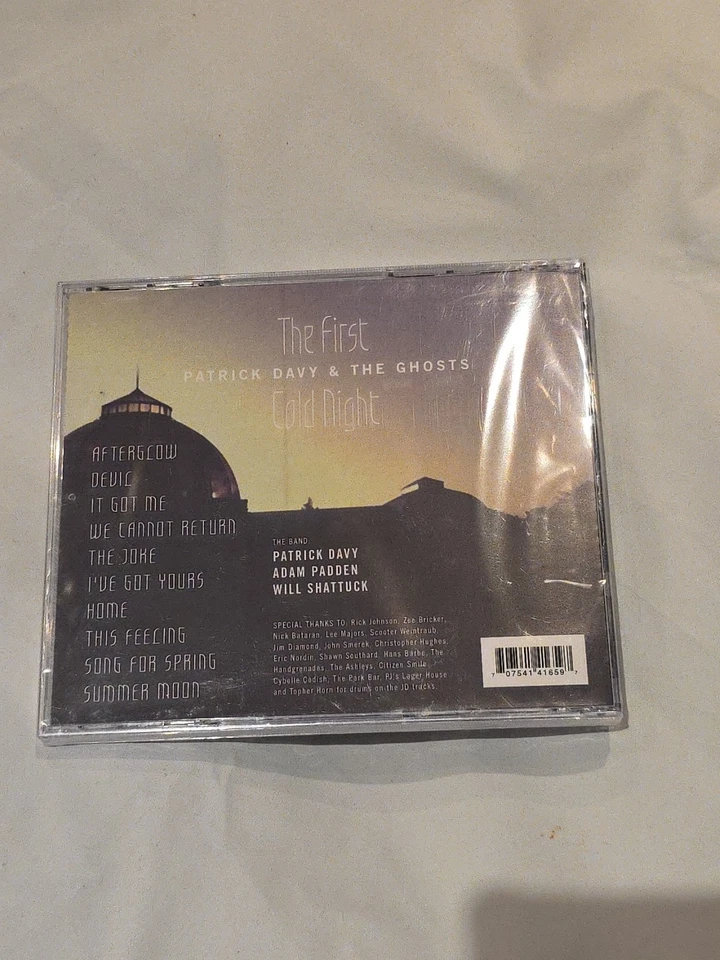 The First
PATRICK DAVY & THE GHOSTS
Cold Night
AFTERGLOW
DEVIL
IT GOT ME
WE CANNOT RETURN
THE JOKE
I'VE GOT YOURS
HOME
THIS FEELING
SONG FOR SPRING
SUMMER MOON
THE BAND
PATRICK DAVY
ADAM PADDEN
WILL SHATTUCK
SPECIAL THANKS TO: Rick Johnson, Zoe Bricker,
Nick Bataran, Lee Majors, Scooter Weintraub,
Jim Diamond, John Smerek, Christopher Hughes,
Eric Nordin, Shawn Southard, Hans Barbe, The
Handgrenades, The Ashleys, Citizen Smile,
Cybelle Codish, The Park Bar, PJ's Lager House
and Topher Horn for drums on the JD tracks.
7 07541 41659 7